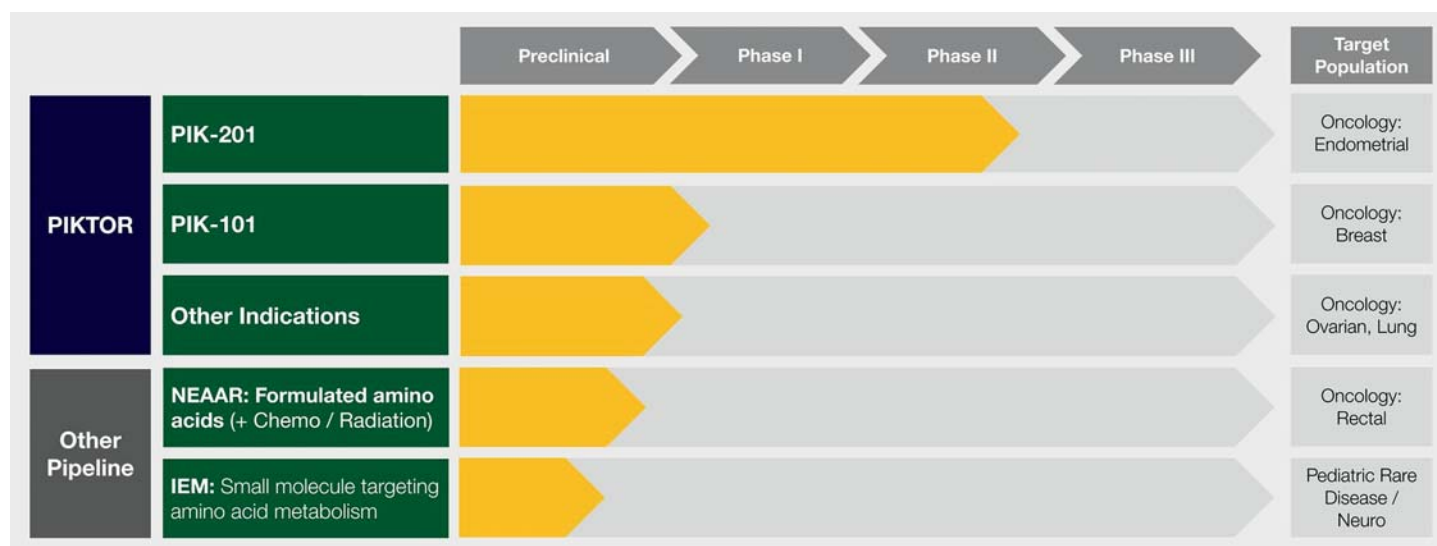 Preclinical
Phase I
Phase II
Phase III
Target
Population
PIKTOR
PIK-201
Oncology:
Endometrial
PIK-101
Oncology:
Breast
Other Indications
Oncology:
Ovarian, Lung
Other
Pipeline
NEAAR: Formulated amino
acids (+ Chemo / Radiation)
Oncology:
Rectal
IEM: Small molecule targeting
amino acid metabolism
Pediatric Rare
Disease /
Neuro